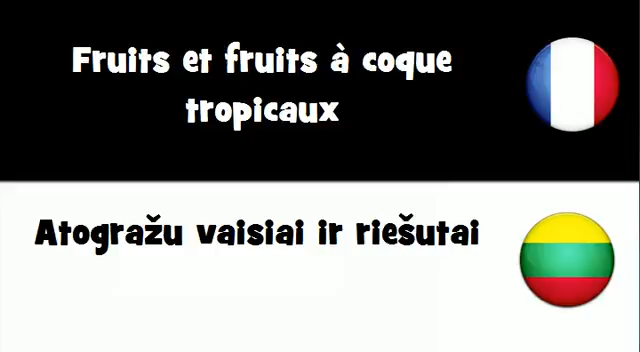 Fruits et fruits à coque
tropicaux
Atogražu vaisiai ir riešutai